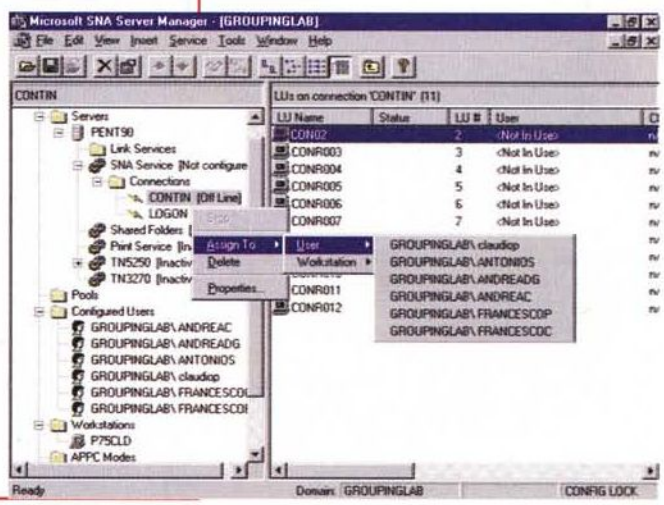 Microsoft SNA Server Manager - [GROUPINGLAB]
File Edit View Insert Service Tools Window Help
CONTIN
LUs on connection 'CONTIN' (11)
Servers
PENT90
Link Services
SNA Service [Not configure
Connections
CONTIN [Off Line]
LOGON
Shared Folders [
Print Service [In
TN5250 [Inactiv
TN3270 [Inactiv
Pools
Configured Users
GROUPINGLAB\ANDREAC
GROUPINGLAB\ANDREADG
GROUPINGLAB\ANTONIOS
GROUPINGLAB\claudiop
GROUPINGLAB\FRANCESCO
GROUPINGLAB\FRANCESCO
Workstations
P75CLD
APPC Modes
Stop
Assign To
Delete
Properties...
User
Workstation
GROUPINGLAB\claudiop
GROUPINGLAB\ANTONIOS
GROUPINGLAB\ANDREADG
GROUPINGLAB\ANDREAC
GROUPINGLAB\FRANCESCOP
GROUPINGLAB\FRANCESCOC
LU Name Status LU # User
CON02 2 <Not In Use>
CONR003 3 <Not In Use>
CONR004 4 <Not In Use>
CONR005 5 <Not In Use>
CONR006 6 <Not In Use>
CONR007 7 <Not In Use>
CONR011
CONR012
Ready
Domain: GROUPINGLAB
CONFIG LOCK